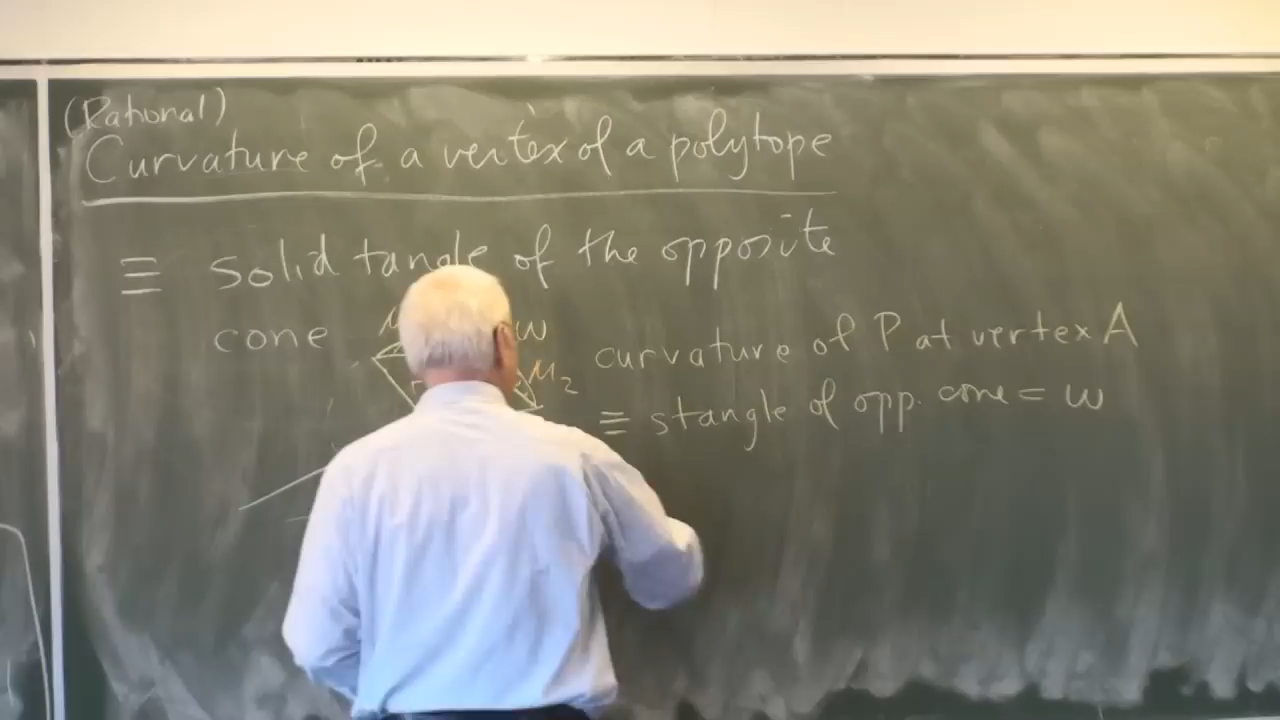 (Rational)
Curvature of a vertex of a polytope
≡ solid tangle of the opposite
cone
w
μ2
curvature of P at vertex A
≡ stangle of opp. cone = w